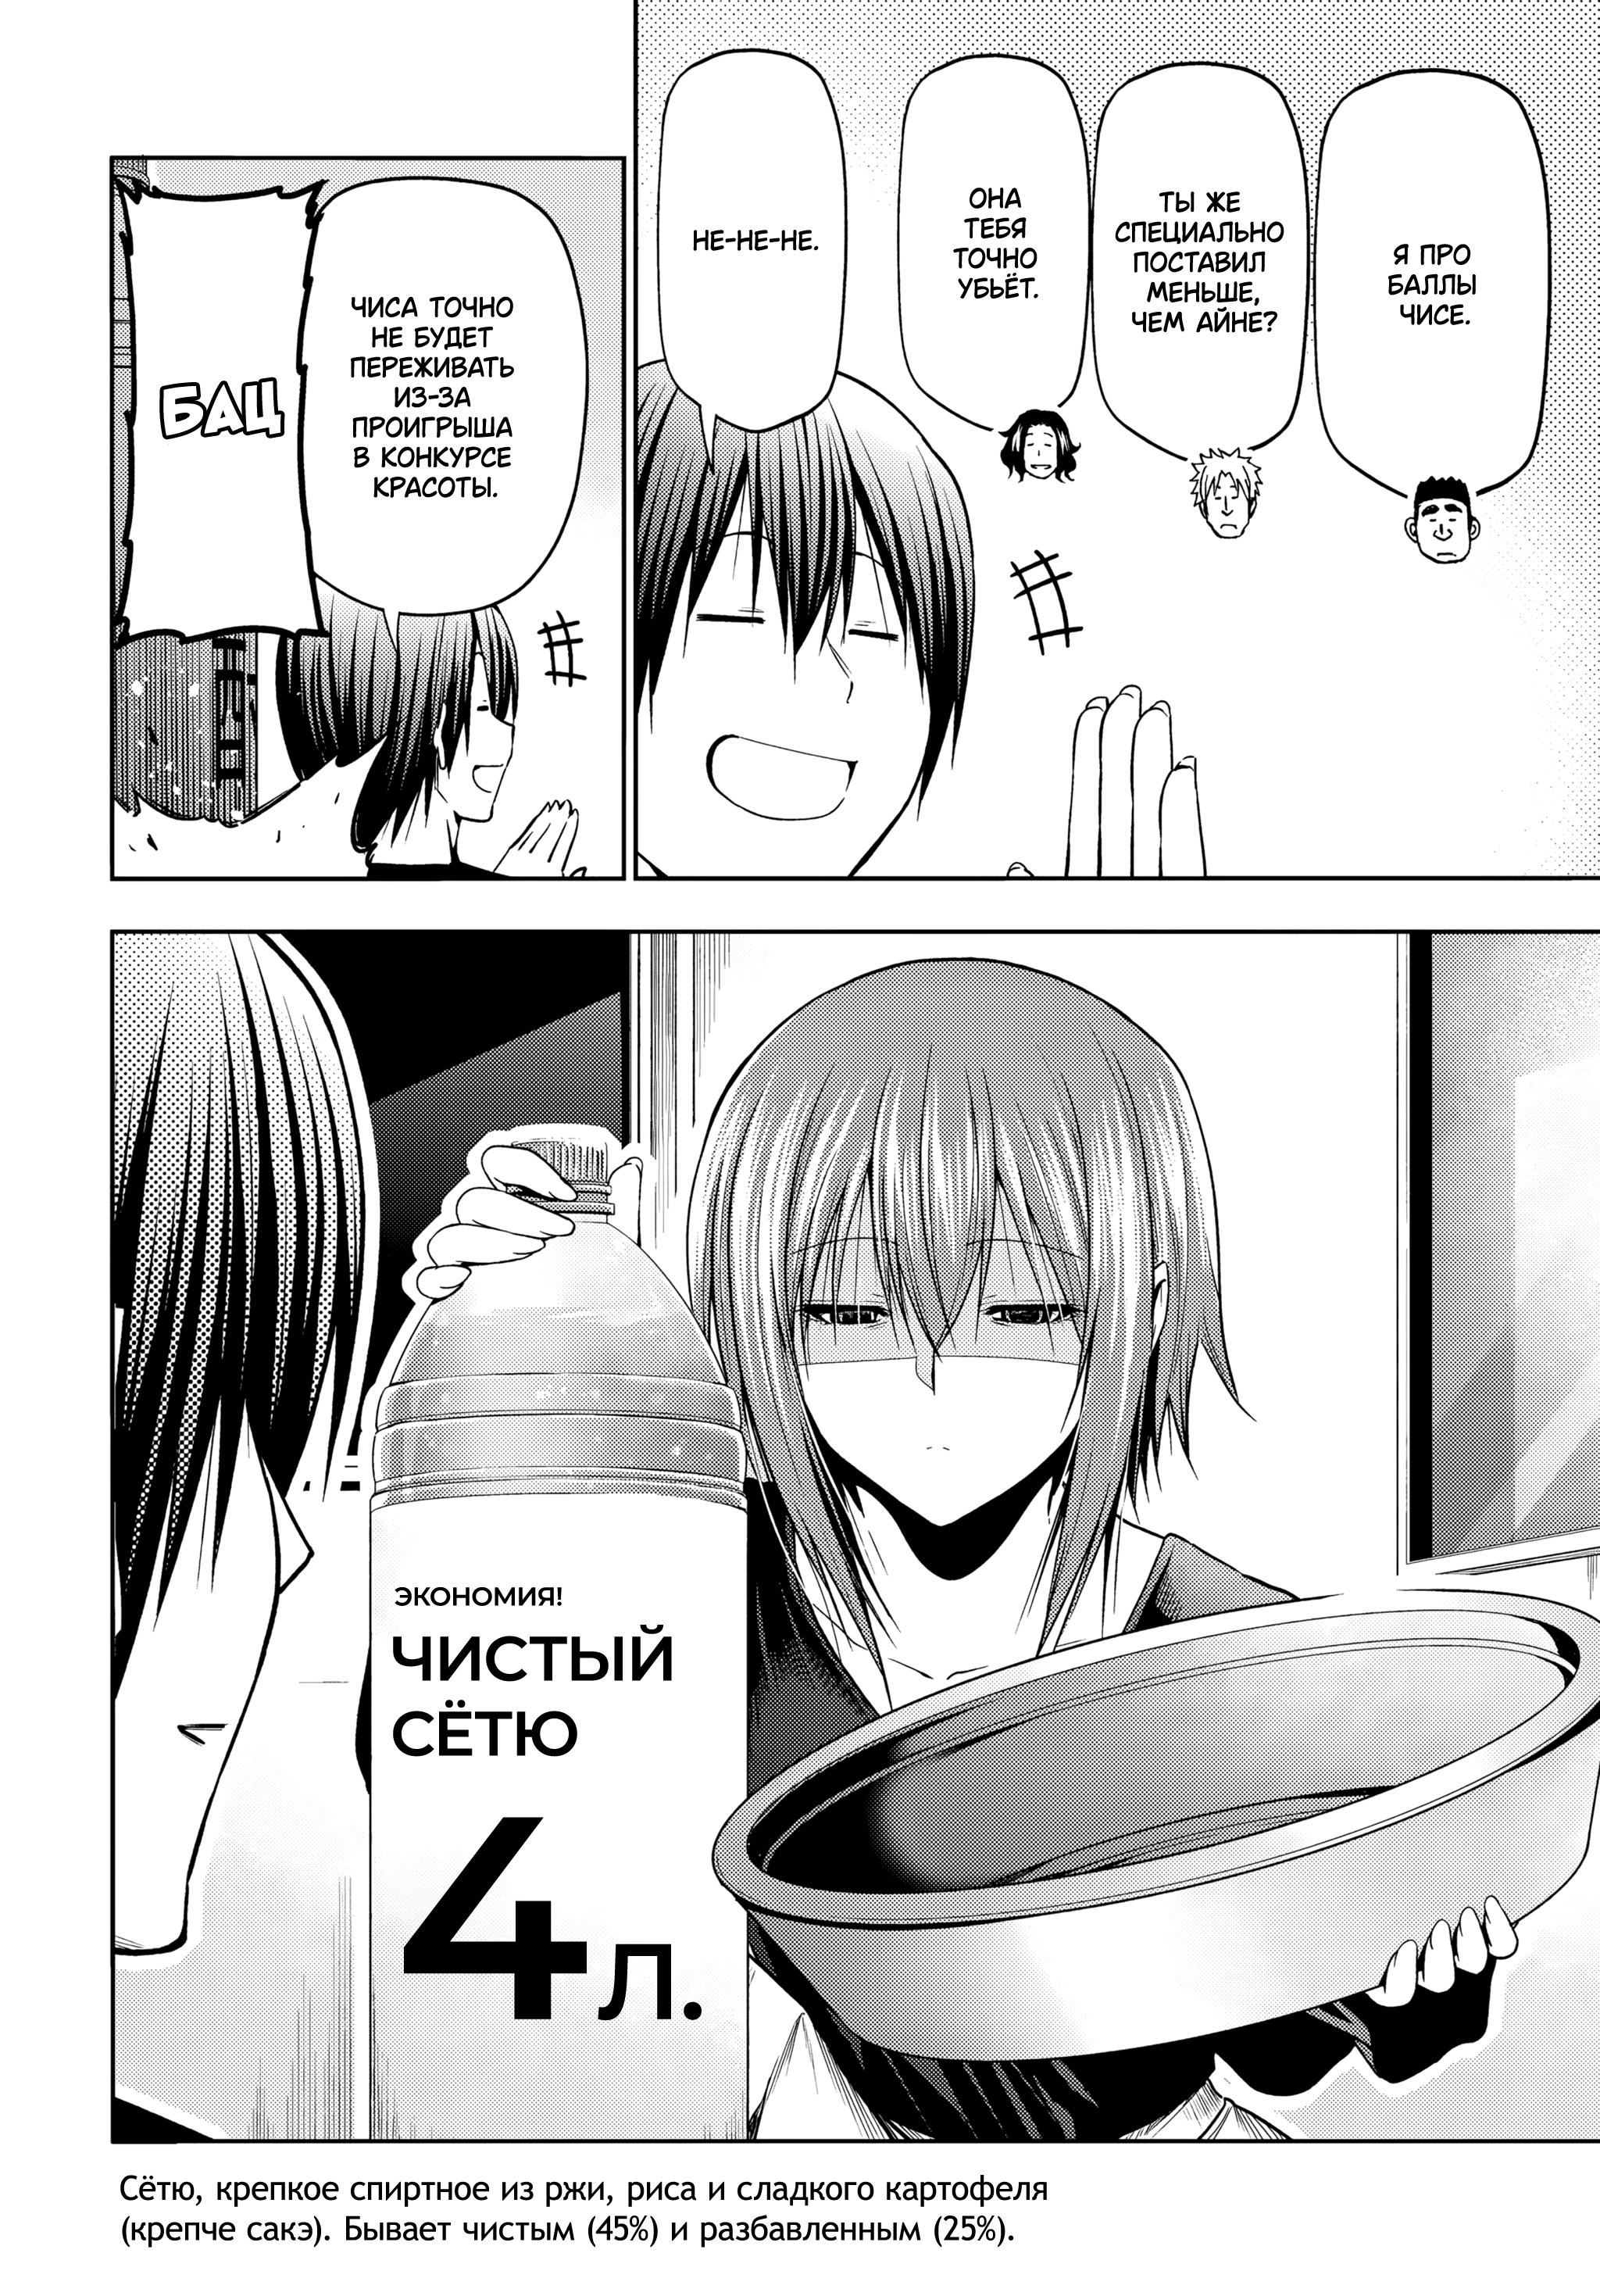 Я ПРО
БАЛЛЫ
ЧИСЕ.
ТЫ ЖЕ
СПЕЦИАЛЬНО
ПОСТАВИЛ
МЕНЬШЕ,
ЧЕМ АЙНЕ?
ОНА
ТЕБЯ
ТОЧНО
УБЬЁТ.
НЕ-НЕ-НЕ.
ЧИСА ТОЧНО
НЕ БУДЕТ
ПЕРЕЖИВАТЬ
ИЗ-ЗА
ПРОИГРЫША
В КОНКУРСЕ
КРАСОТЫ.
БАЦ
ЭКОНОМИЯ!
ЧИСТЫЙ
СЁТЮ
4 Л.
Сётю, крепкое спиртное из ржи, риса и сладкого картофеля
(крепче сакэ). Бывает чистым (45%) и разбавленным (25%).